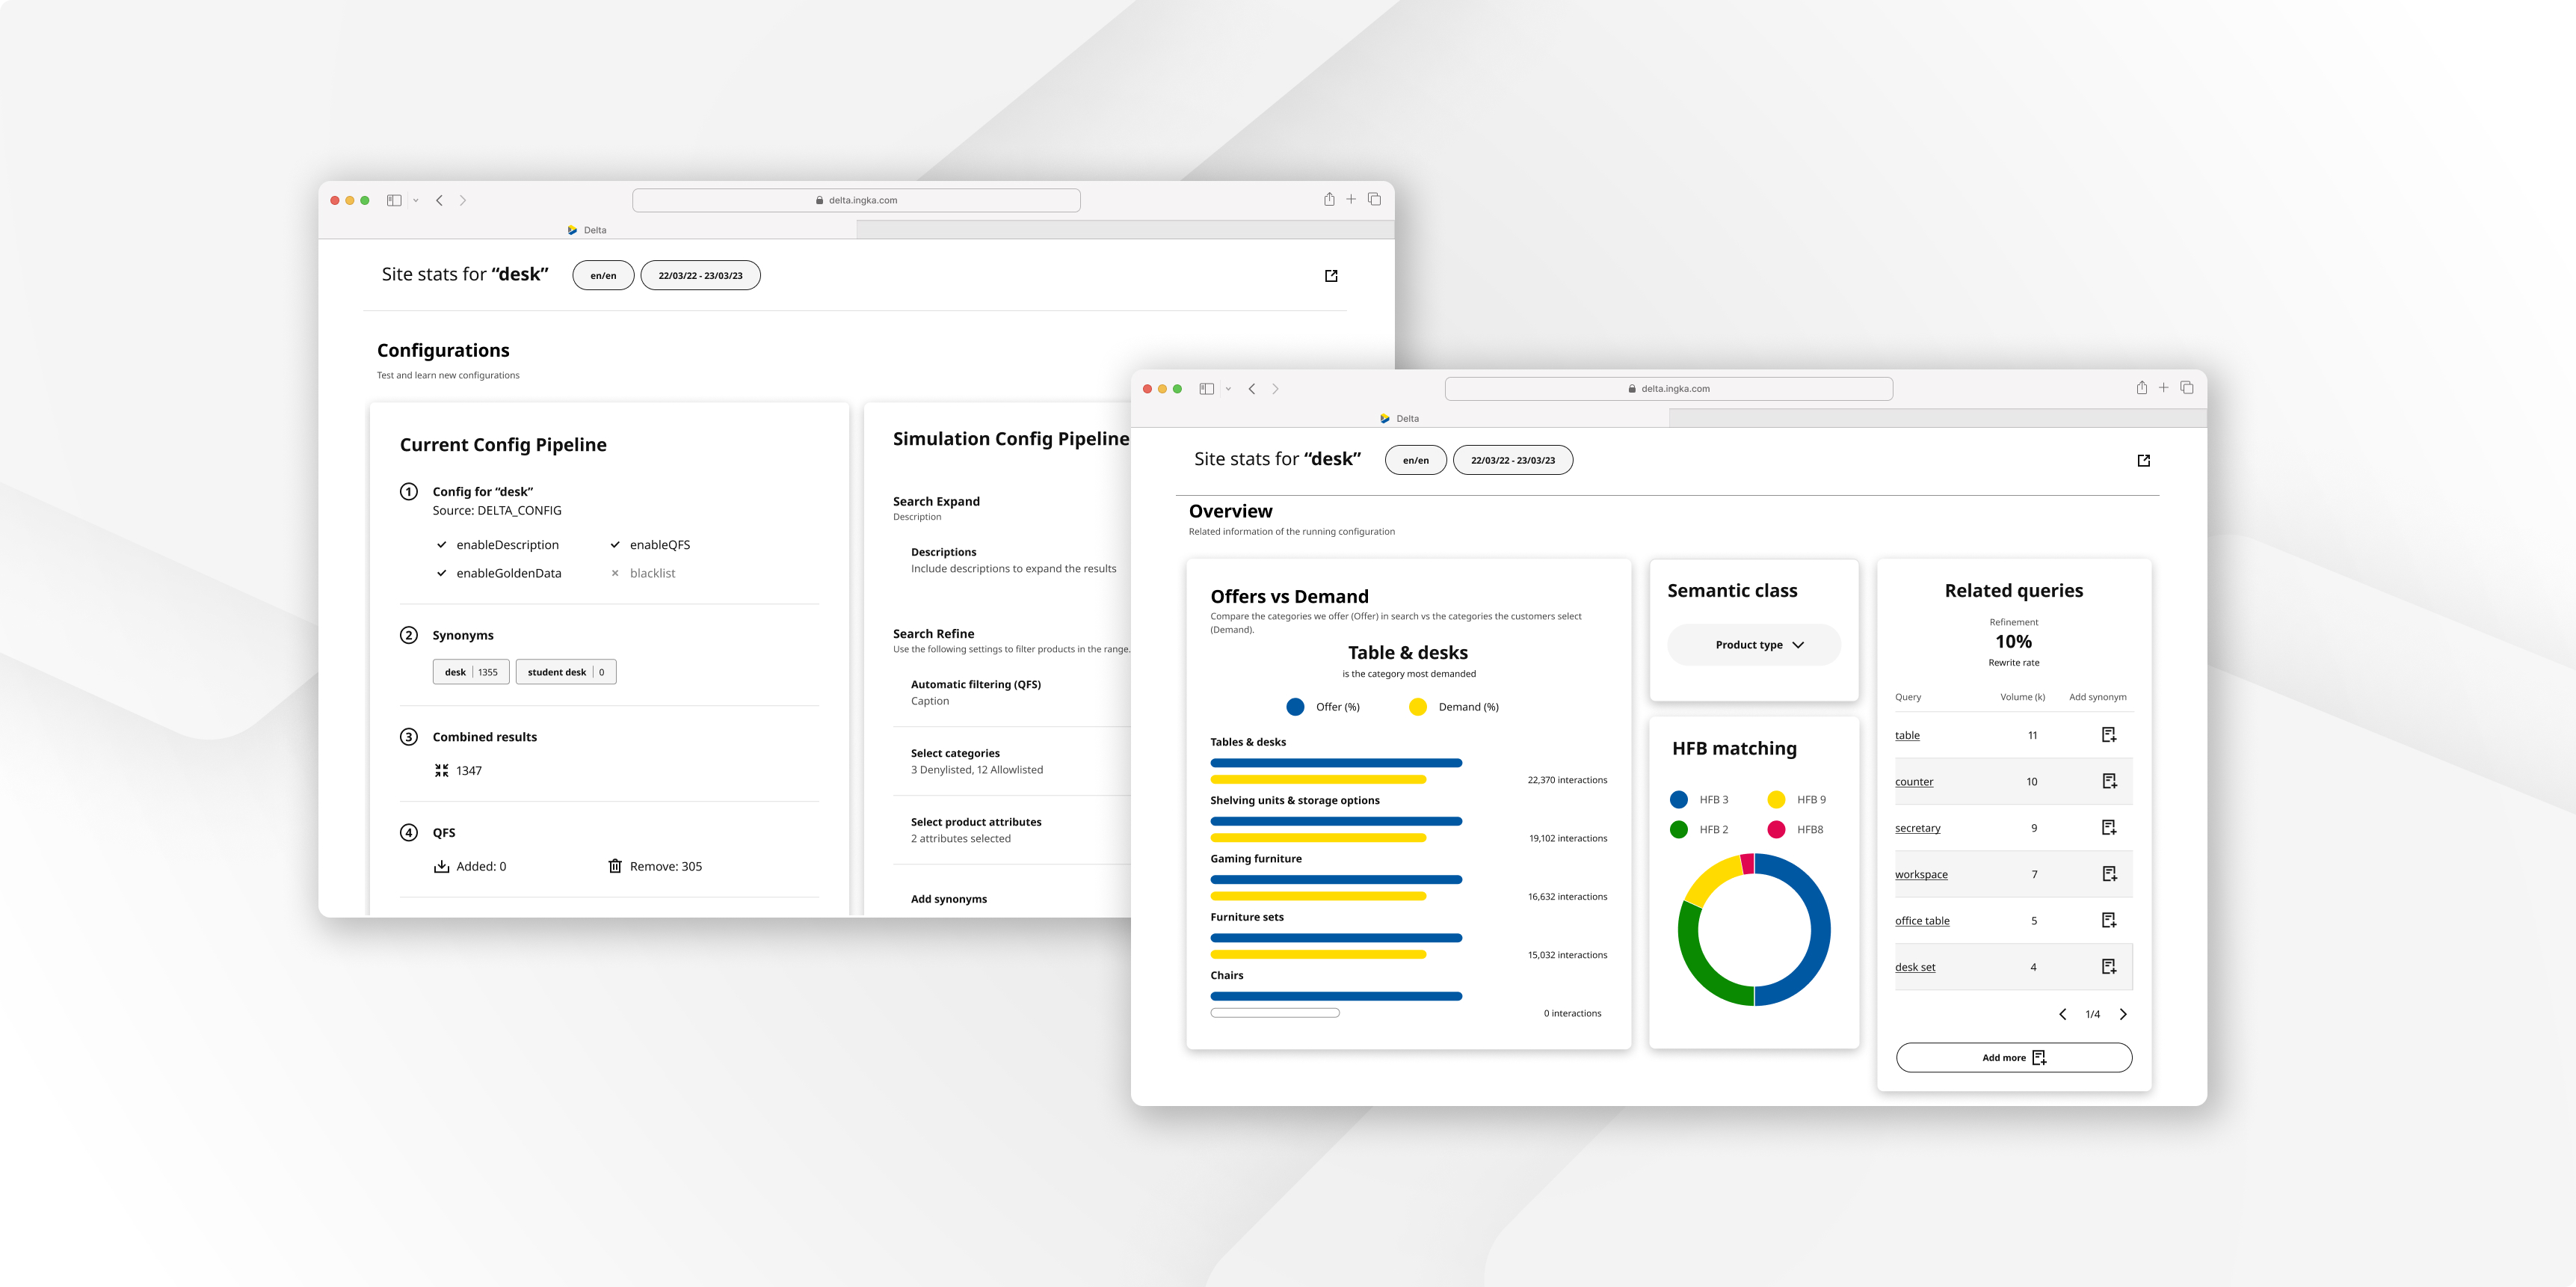 delta.ingka.com
Delta
Site stats for “desk”
en/en
22/03/22 - 23/03/23
Configurations
Test and learn new configurations
Current Config Pipeline
1
Config for “desk”
Source: DELTA_CONFIG
enableDescription
enableQFS
enableGoldenData
blacklist
2
Synonyms
desk | 1355
student desk | 0
3
Combined results
1347
4
QFS
Added: 0
Remove: 305
Simulation Config Pipeline
Search Expand
Description
Descriptions
Include descriptions to expand the results
Search Refine
Use the following settings to filter products in the range.
Automatic filtering (QFS)
Caption
Select categories
3 Denylisted, 12 Allowlisted
Select product attributes
2 attributes selected
Add synonyms
delta.ingka.com
Delta
Site stats for “desk”
en/en
22/03/22 - 23/03/23
Overview
Related information of the running configuration
Offers vs Demand
Compare the categories we offer (Offer) in search vs the categories the customers select
(Demand).
Table & desks
is the category most demanded
Offer (%)
Demand (%)
Tables & desks
22,370 interactions
Shelving units & storage options
19,102 interactions
Gaming furniture
16,632 interactions
Furniture sets
15,032 interactions
Chairs
0 interactions
Semantic class
Product type
HFB matching
HFB 3
HFB 9
HFB 2
HFB8
Related queries
Refinement
10%
Rewrite rate
Query Volume (k) Add synonym
table 11
counter 10
secretary 9
workspace 7
office table 5
desk set 4
1/4
Add more